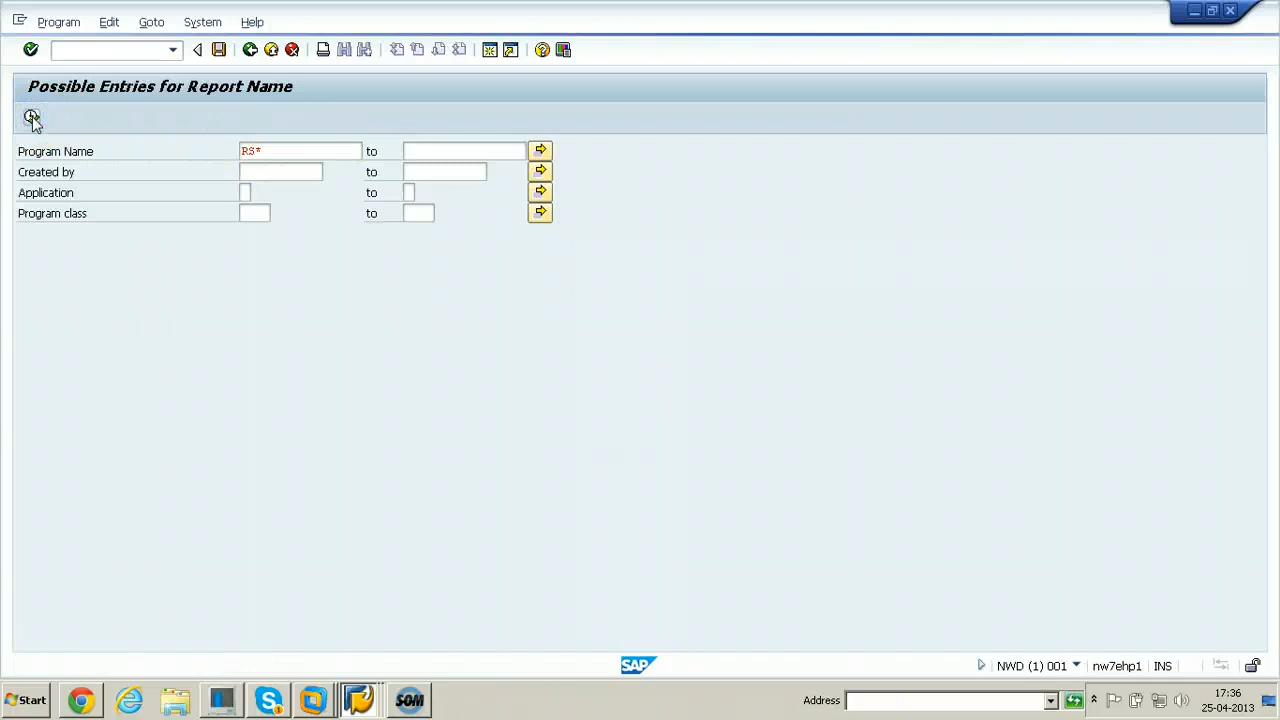 Program Edit Goto System Help
Possible Entries for Report Name
Program Name RS* to
Created by to
Application to
Program class to
SAP
NWD (1) 001 nw7ehp1 INS
Start SOM Address 17:36
25-04-2013